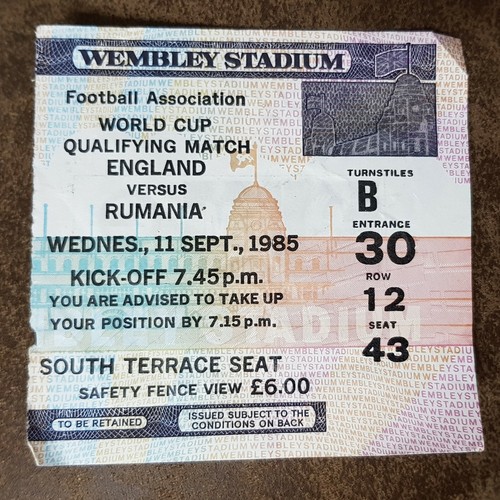 WEMBLEY STADIUM
Football Association
WORLD CUP
QUALIFYING MATCH
ENGLAND
VERSUS
RUMANIA
WEDNES., 11 SEPT., 1985
KICK-OFF 7.45 p.m.
YOU ARE ADVISED TO TAKE UP
YOUR POSITION BY 7.15 p.m.
TURNSTILES
B
ENTRANCE
30
ROW
12
SEAT
43
SOUTH TERRACE SEAT
SAFETY FENCE VIEW £6.00
TO BE RETAINED
ISSUED SUBJECT TO THE
CONDITIONS ON BACK